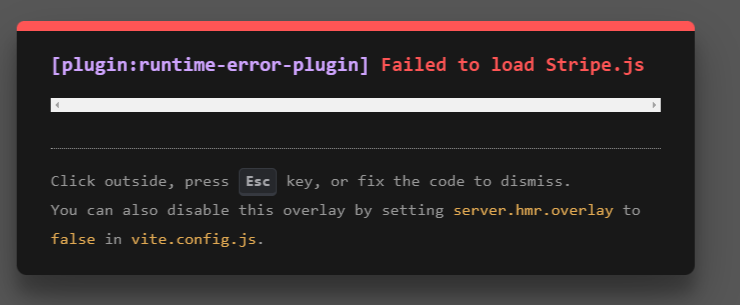 [plugin:runtime-error-plugin] Failed to load Stripe.js
Click outside, press Esc key, or fix the code to dismiss.
You can also disable this overlay by setting server.hmr.overlay to
false in vite.config.js.